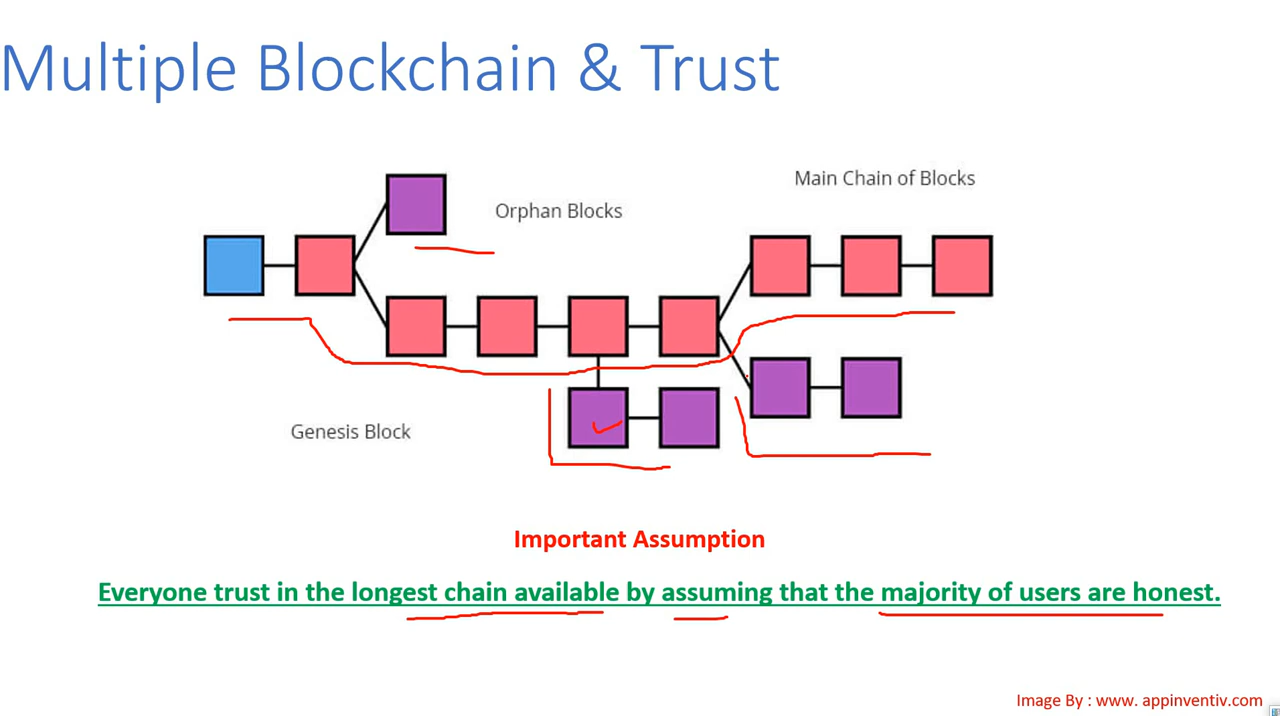 Multiple Blockchain & Trust
Main Chain of Blocks
Orphan Blocks
Genesis Block
Important Assumption
Everyone trust in the longest chain available by assuming that the majority of users are honest.
Image By : www. appinventiv.com